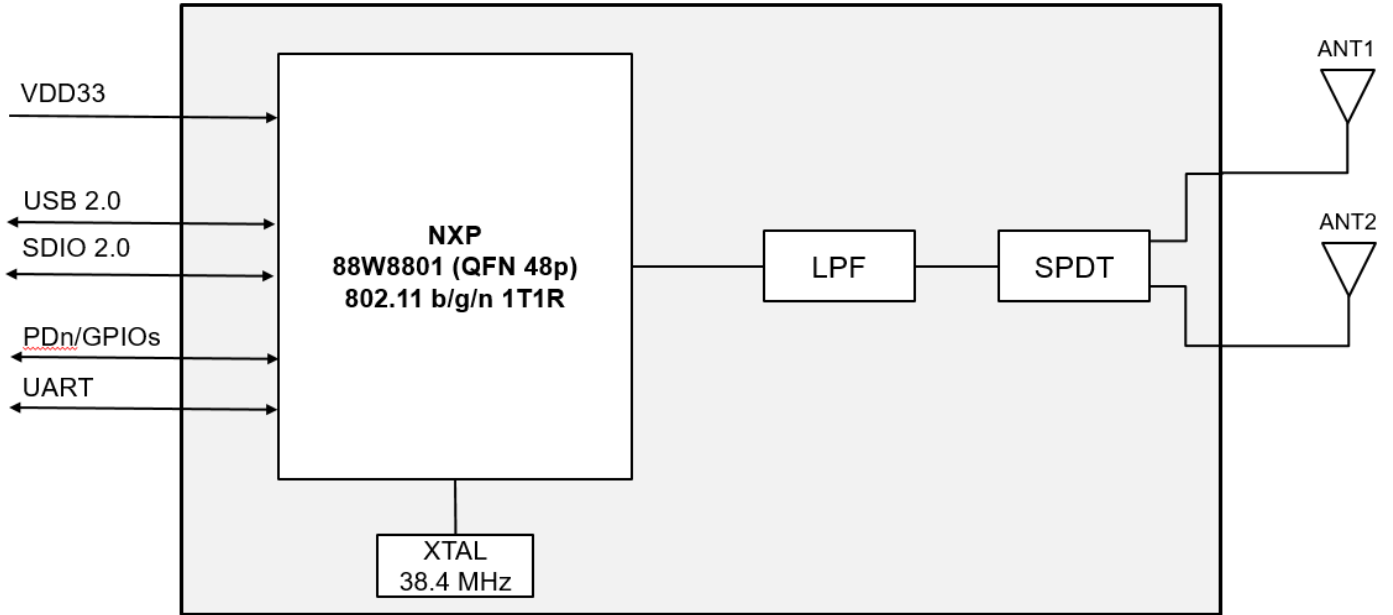 VDD33
USB 2.0
SDIO 2.0
PDn/GPIOs
UART
NXP
88W8801 (QFN 48p)
802.11 b/g/n 1T1R
XTAL
38.4 MHz
LPF
SPDT
ANT1
ANT2